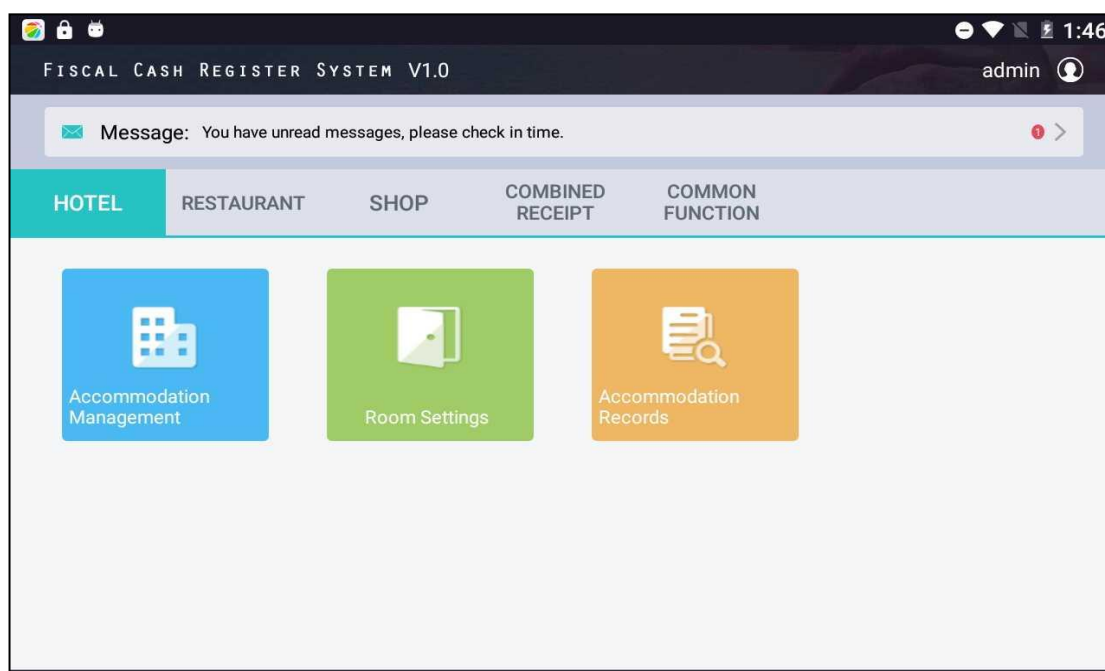 1:46
FISCAL CASH REGISTER SYSTEM V1.0
admin
Message: You have unread messages, please check in time.
1
HOTEL
RESTAURANT
SHOP
COMBINED
RECEIPT
COMMON
FUNCTION
Accommodation
Management
Room Settings
Accommodation
Records